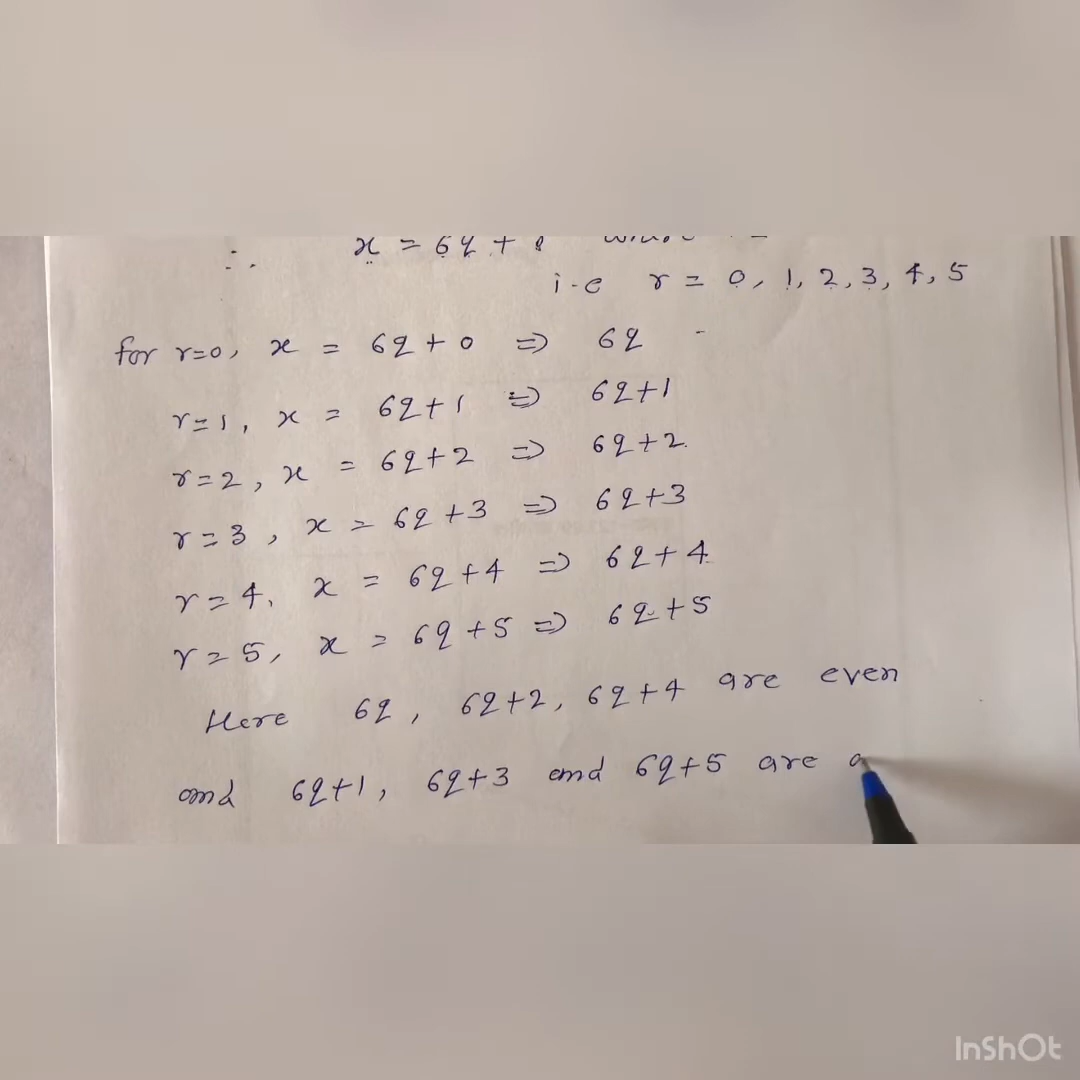 ∴ x = 6q + r
i.e r = 0, 1, 2, 3, 4, 5
for r=0, x = 6q + 0 => 6q
r=1, x = 6q+1 => 6q+1
r=2, x = 6q+2 => 6q+2
r=3, x = 6q+3 => 6q+3
r=4, x = 6q+4 => 6q+4
r=5, x = 6q+5 => 6q+5
Here 6q, 6q+2, 6q+4 are even
and 6q+1, 6q+3 and 6q+5 are
InShOt